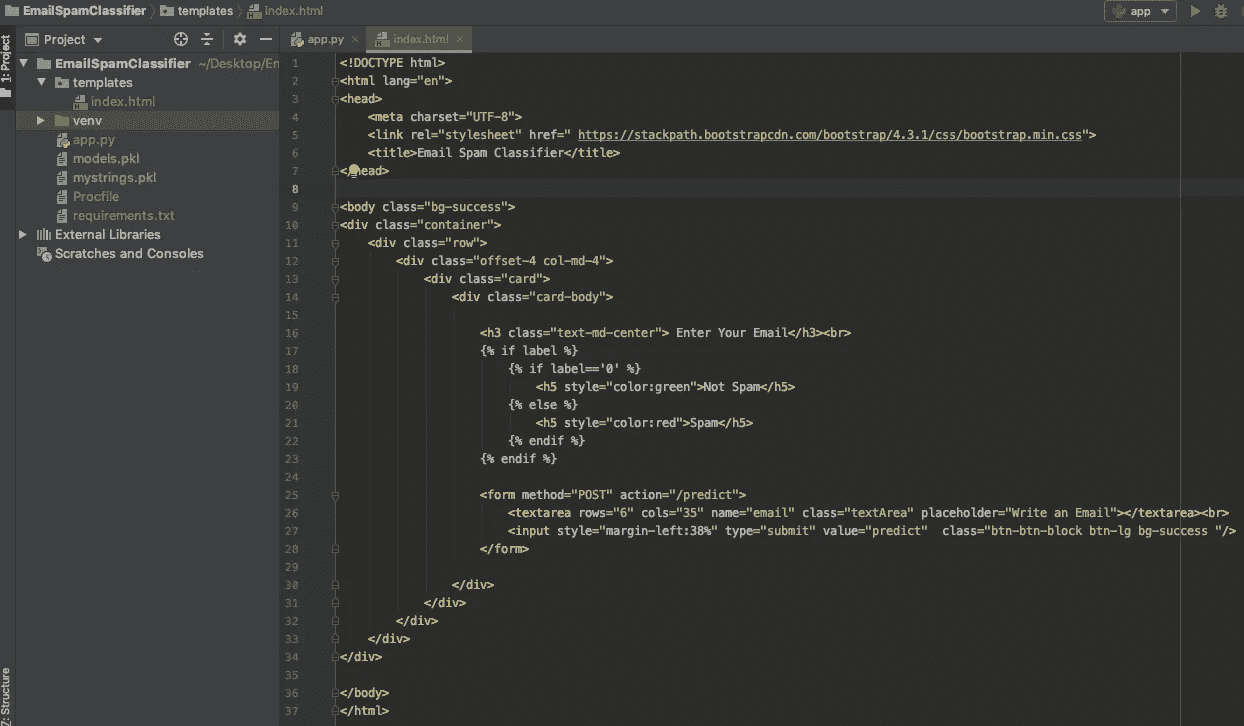 EmailSpamClassifier templates index.html app
Project app.py index.html
1: Project
EmailSpamClassifier ~/Desktop/En
templates
index.html
venv
app.py
models.pkl
mystrings.pkl
Procfile
requirements.txt
External Libraries
Scratches and Consoles
Z: Structure
1 <!DOCTYPE html>
2 <html lang="en">
3 <head>
4 <meta charset="UTF-8">
5 <link rel="stylesheet" href=" https://stackpath.bootstrapcdn.com/bootstrap/4.3.1/css/bootstrap.min.css">
6 <title>Email Spam Classifier</title>
7 </head>
8
9 <body class="bg-success">
10 <div class="container">
11 <div class="row">
12 <div class="offset-4 col-md-4">
13 <div class="card">
14 <div class="card-body">
15
16 <h3 class="text-md-center"> Enter Your Email</h3><br>
17 {% if label %}
18 {% if label=='0' %}
19 <h5 style="color:green">Not Spam</h5>
20 {% else %}
21 <h5 style="color:red">Spam</h5>
22 {% endif %}
23 {% endif %}
24
25 <form method="POST" action="/predict">
26 <textarea rows="6" cols="35" name="email" class="textArea" placeholder="Write an Email"></textarea><br>
27 <input style="margin-left:38%" type="submit" value="predict"  class="btn-btn-block btn-lg bg-success "/>
28 </form>
29
30 </div>
31 </div>
32 </div>
33 </div>
34 </div>
35
36 </body>
37 </html>